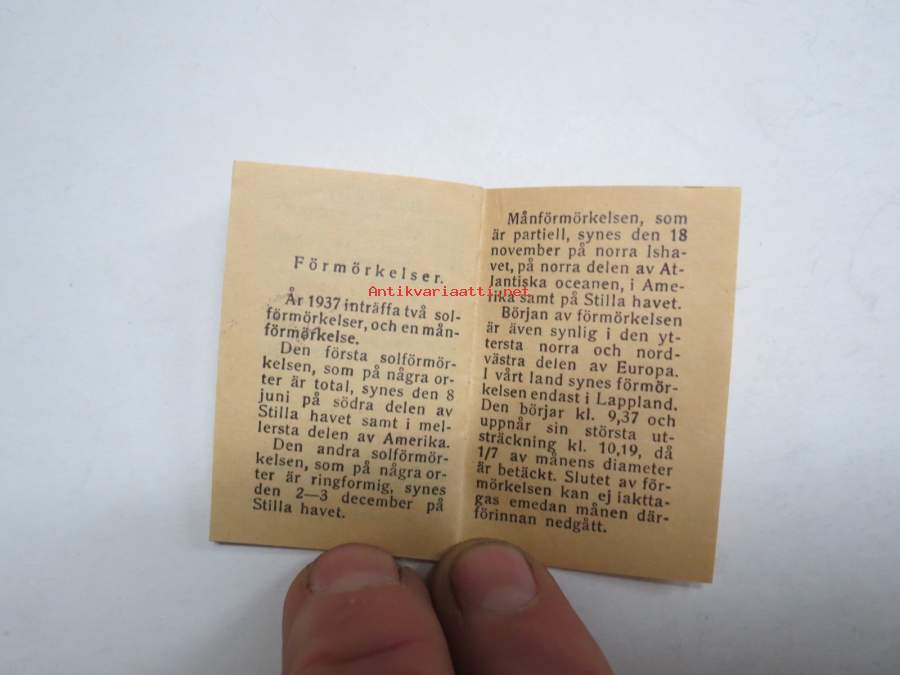 Förmörkelser.
År 1937 inträffa två sol-
förmörkelser, och en mån-
förmörkelse.
Den första solförmör-
kelsen, som på några or-
ter är total, synes den 8
juni på södra delen av
Stilla havet samt i mel-
lersta delen av Amerika.
Den andra solförmör-
kelsen, som på några or-
ter är ringformig, synes
den 2—3 december på
Stilla havet.
Månförmörkelsen, som
är partiell, synes den 18
november på norra Isha-
vet, på norra delen av At-
lantiska oceanen, i Ame-
rika samt på Stilla havet.
Början av förmörkelsen
är även synlig i den yt-
tersta norra och nord-
västra delen av Europa.
I vårt land synes förmör-
kelsen endast i Lappland.
Den börjar kl. 9,37 och
uppnår sin största ut-
sträckning kl. 10,19, då
1/7 av månens diameter
är betäckt. Slutet av för-
mörkelsen kan ej iaktta-
gas emedan månen där-
förinnan nedgått.
Antikvariaatti.net